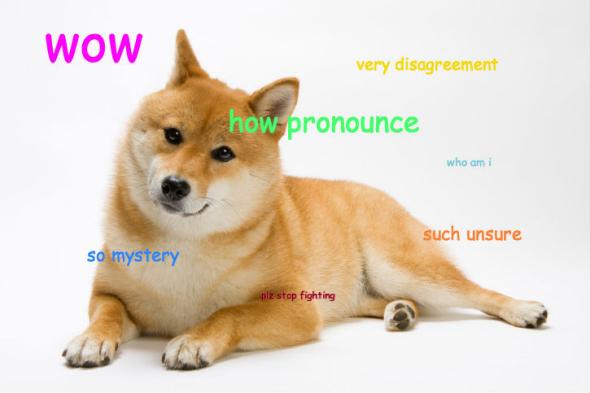 wow
very disagreement
how pronounce
who am i
such unsure
so mystery
plz stop fighting